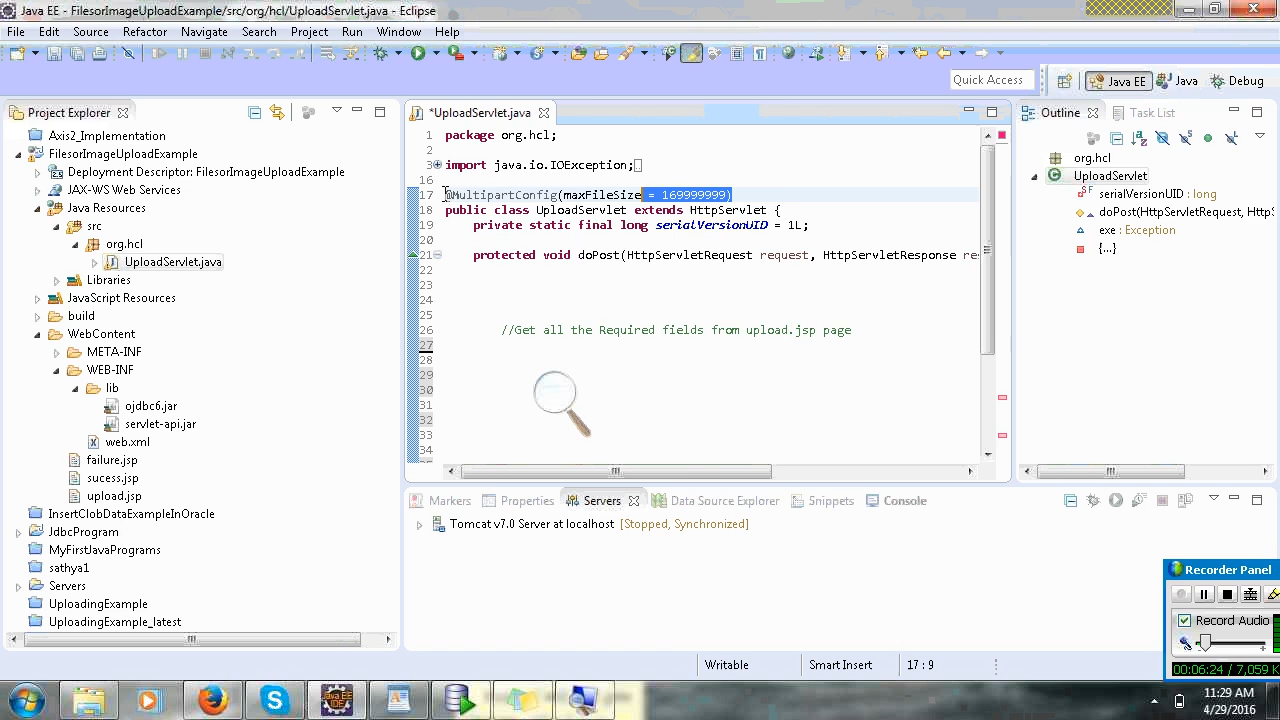 Java EE - FilesorImageUploadExample/src/org/hcl/UploadServlet.java - Eclipse
File Edit Source Refactor Navigate Search Project Run Window Help
Quick Access
Java EE Java Debug
Project Explorer
Axis2_Implementation
FilesorImageUploadExample
Deployment Descriptor: FilesorImageUploadExample
JAX-WS Web Services
Java Resources
src
org.hcl
UploadServlet.java
Libraries
JavaScript Resources
build
WebContent
META-INF
WEB-INF
lib
ojdbc6.jar
servlet-api.jar
web.xml
failure.jsp
sucess.jsp
upload.jsp
InsertClobDataExampleInOracle
JdbcProgram
MyFirstJavaPrograms
sathya1
Servers
UploadingExample
UploadingExample_latest
*UploadServlet.java
1 package org.hcl;
2
3 import java.io.IOException;
16
17 @MultipartConfig(maxFileSize = 169999999)
18 public class UploadServlet extends HttpServlet {
19 private static final long serialVersionUID = 1L;
20
21 protected void doPost(HttpServletRequest request, HttpServletResponse re
22
23
24
25
26 //Get all the Required fields from upload.jsp page
27
28
29
30
31
32
33
34
Outline Task List
org.hcl
UploadServlet
serialVersionUID : long
doPost(HttpServletRequest, HttpS
exe : Exception
{...}
Markers Properties Servers Data Source Explorer Snippets Console
Tomcat v7.0 Server at localhost [Stopped, Synchronized]
Recorder Panel
Record Audio
00:06:24 / 7,059 K
Writable Smart Insert 17 : 9
Java EE
IDE
11:29 AM
4/29/2016